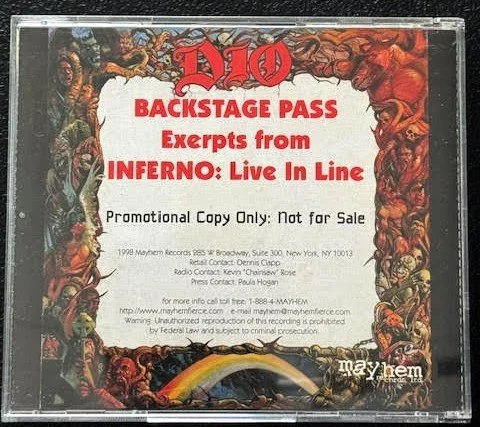 DIO
BACKSTAGE PASS
Exerpts from
INFERNO: Live In Line
Promotional Copy Only: Not for Sale
1998 Mayhem Records 285 W Broadway, Suite 300, New York, NY 10013
Retail Contact: Dennis Clapp
Radio Contact: Kevin "Chainsaw" Rose
Press Contact: Paula Hogan
for more info call toll free: 1-888-4-MAYHEM
http://www.mayhemfierce.com e-mail mayhem@mayhemfierce.com
Warning: Unauthorized reproduction of this recording is prohibited
by Federal Law and subject to criminal prosecution.
mayhem
records, ltd.